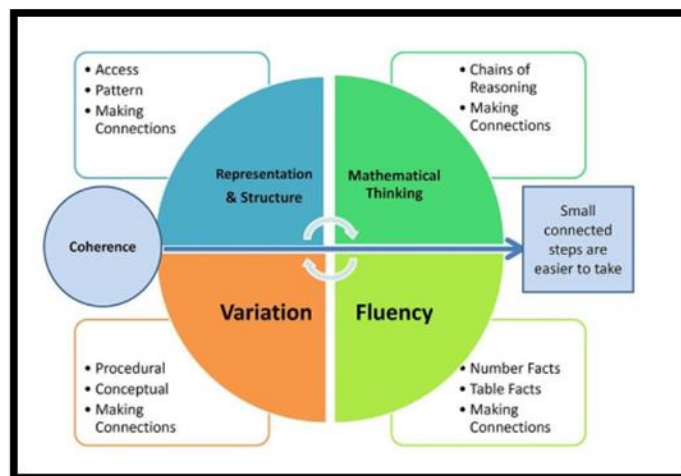 • Access
• Pattern
• Making
Connections
• Chains of
Reasoning
• Making
Connections
Representation
& Structure
Mathematical
Thinking
Coherence
Small
connected
steps are
easier to take
Variation
Fluency
• Procedural
• Conceptual
• Making
Connections
• Number Facts
• Table Facts
• Making
Connections